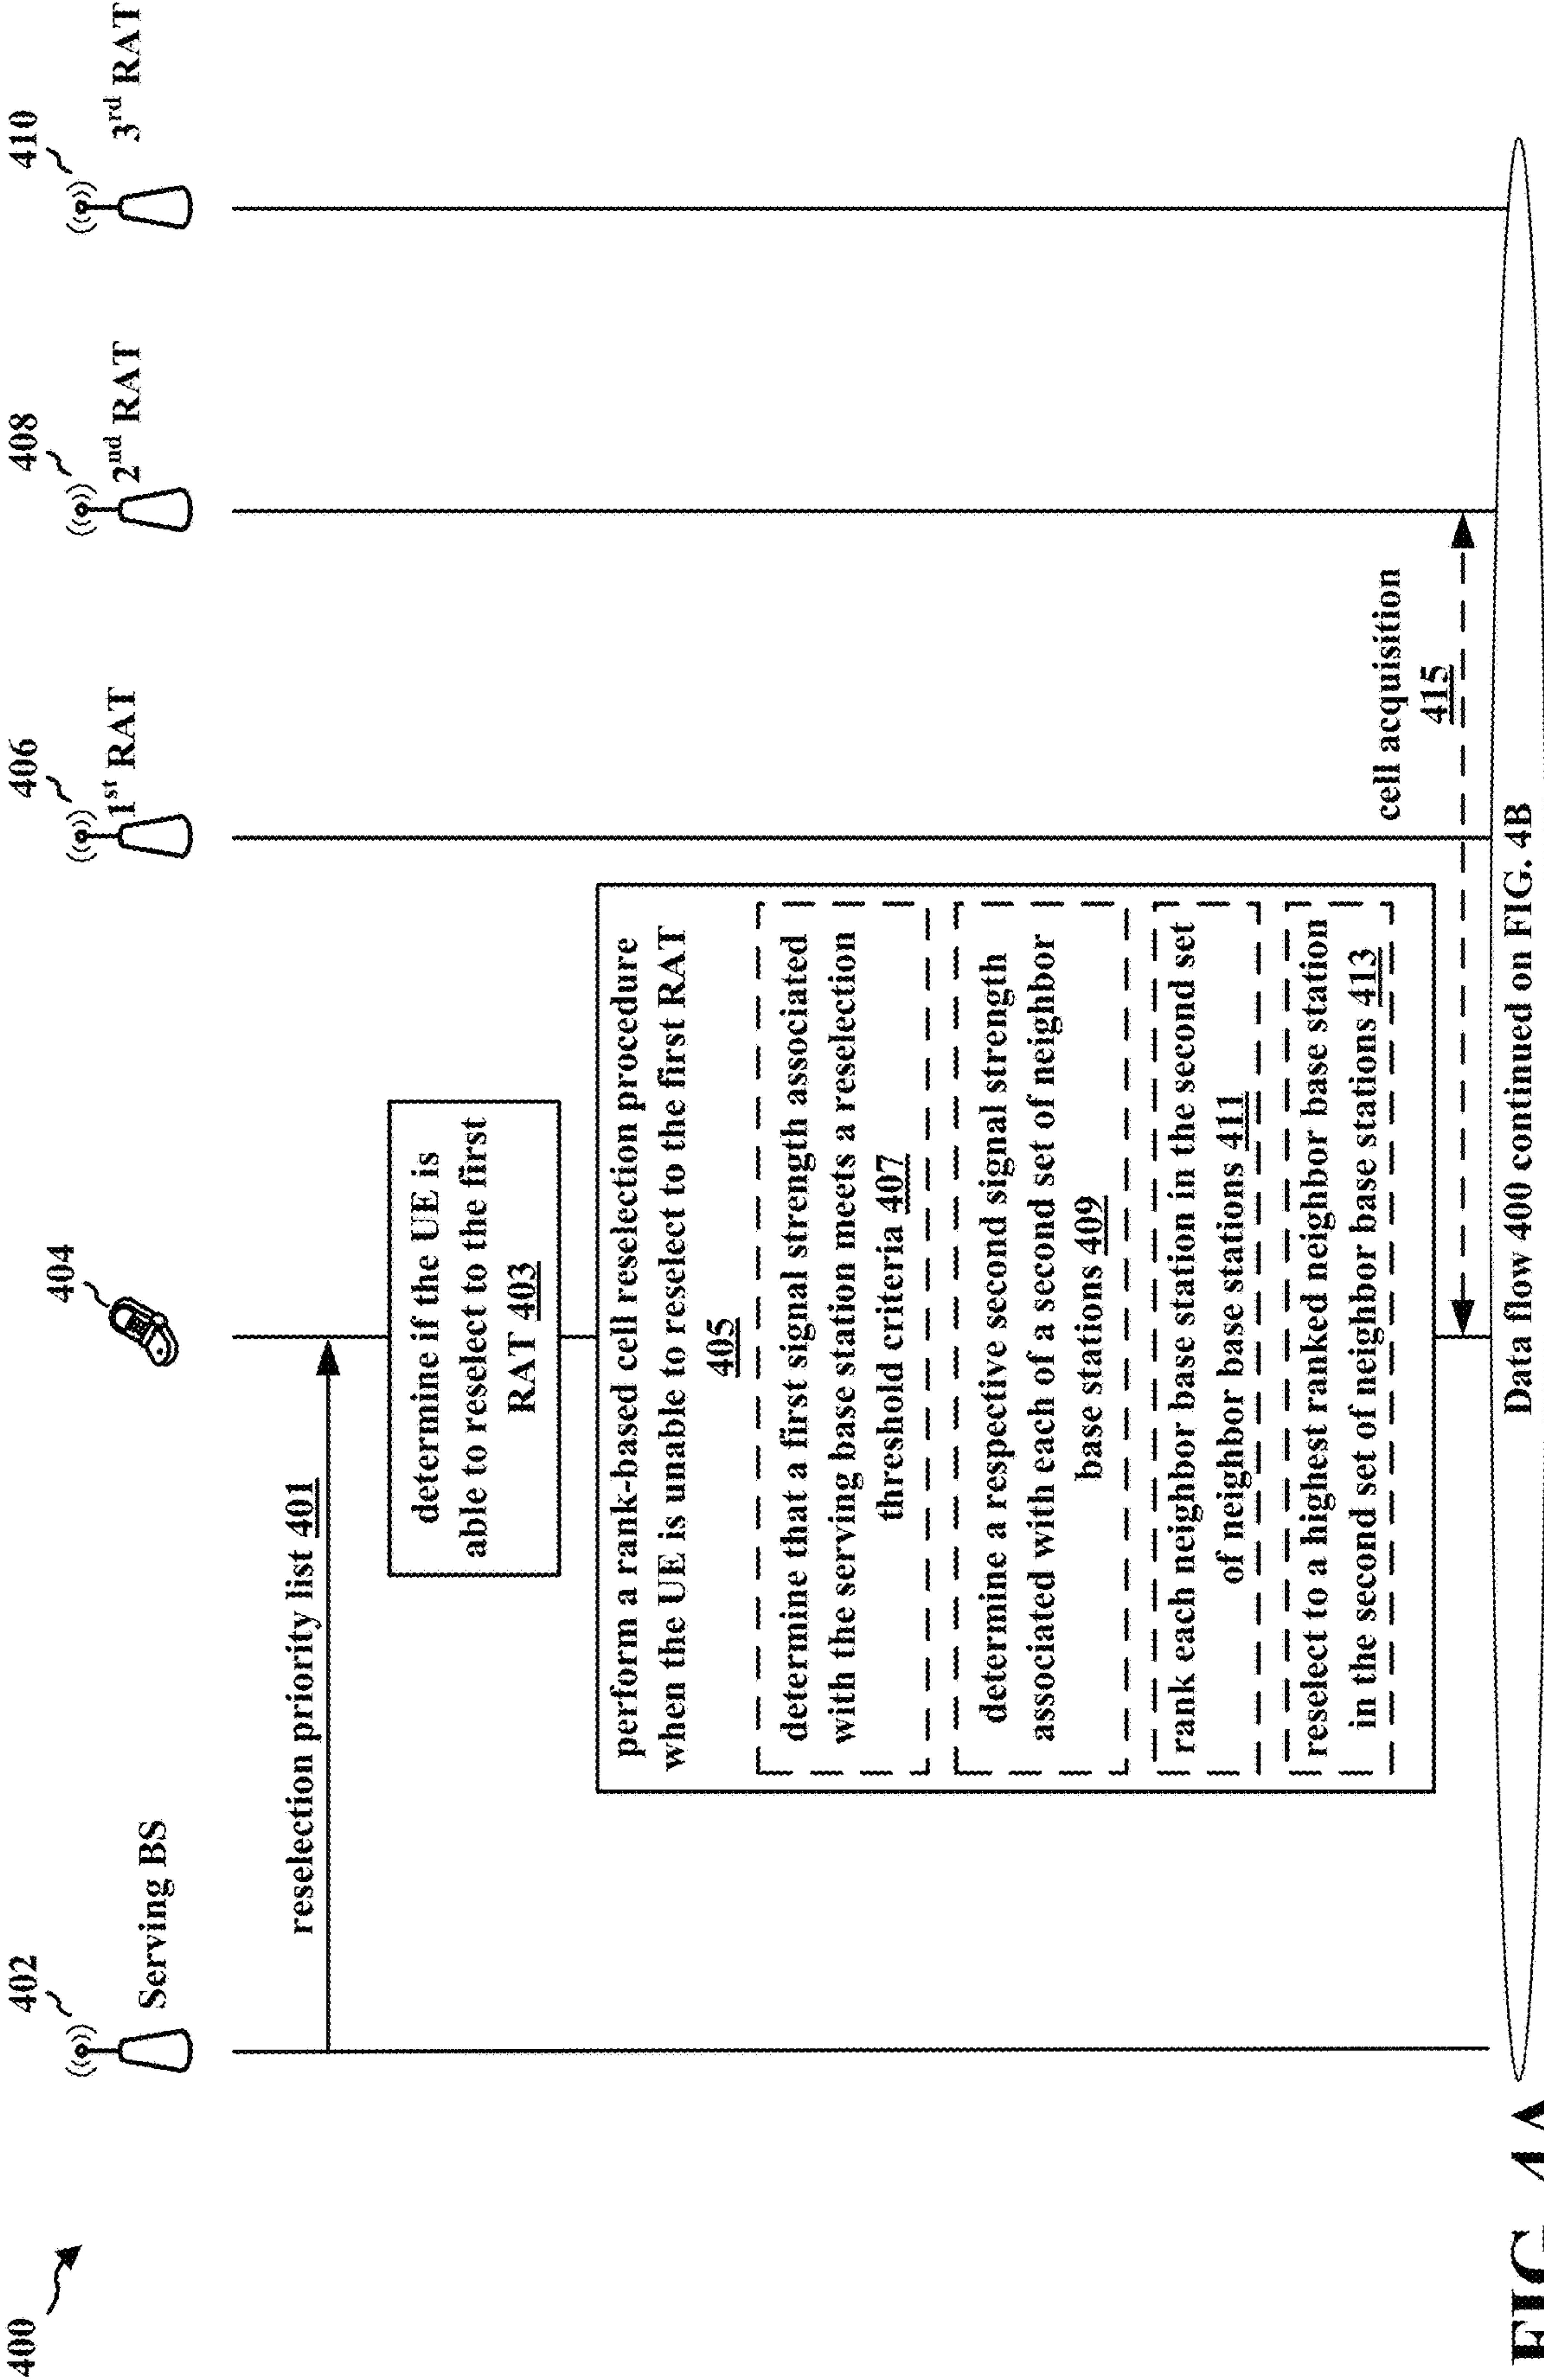 400
402
Serving BS
404
406
1st RAT
408
2nd RAT
410
3rd RAT
reselection priority list 401
determine if the UE is
able to reselect to the first
RAT 403
perform a rank-based cell reselection procedure
when the UE is unable to reselect to the first RAT
405
determine that a first signal strength associated
with the serving base station meets a reselection
threshold criteria 407
determine a respective second signal strength
associated with each of a second set of neighbor
base stations 409
rank each neighbor base station in the second set
of neighbor base stations 411
reselect to a highest ranked neighbor base station
in the second set of neighbor base stations 413
cell acquisition
415
Data flow 400 continued on FIG. 4B
FIG. 4A